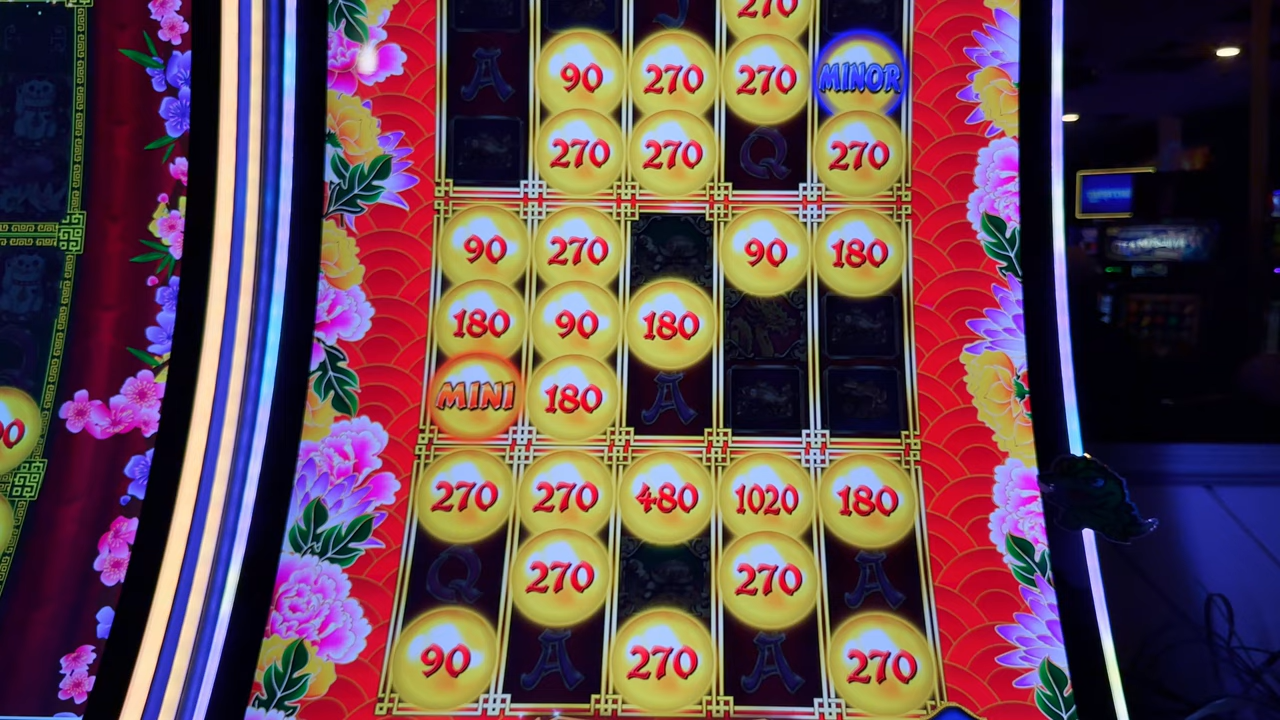 270
A 90 270 270 MINOR
270 270 Q 270
90 270 90 180
180 90 180
MINI 180 A
270 270 480 1020 180
Q 270 270 A
90 A 270 A 270